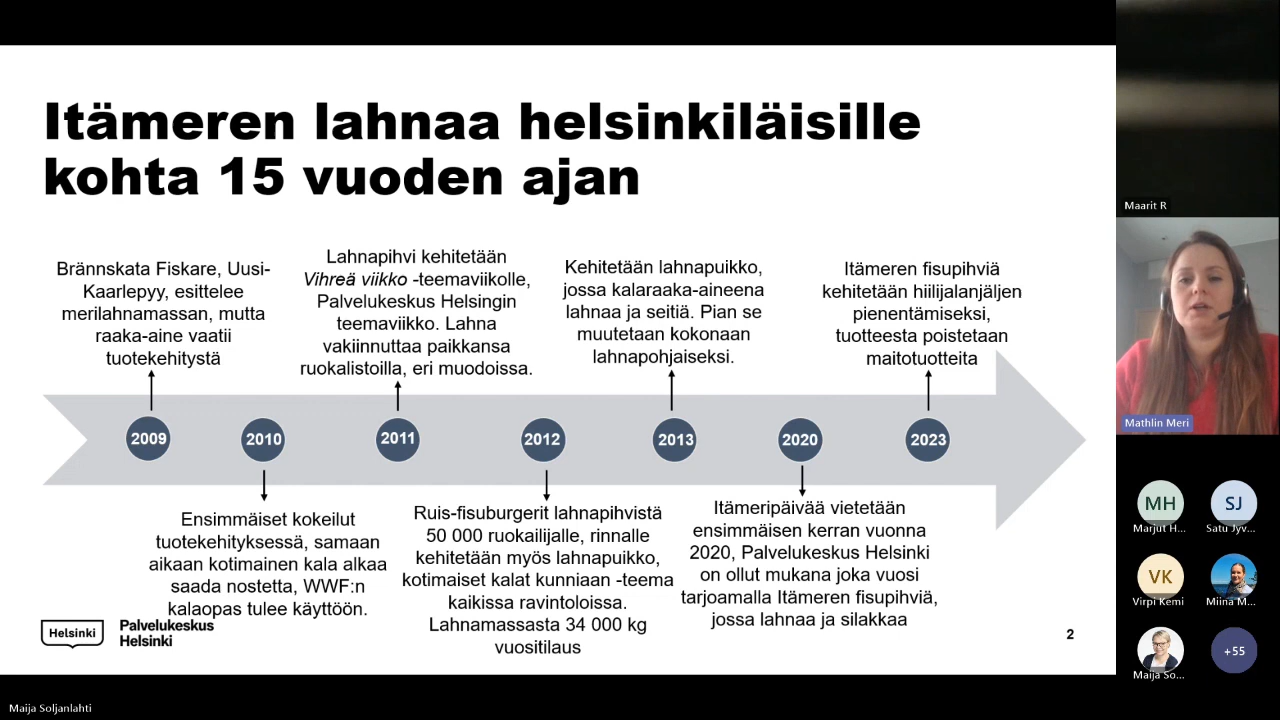 Itämeren lahnaa helsinkiläisille
kohta 15 vuoden ajan
Brännskata Fiskare, Uusi-
Kaarlepyy, esittelee
merilahnamassan, mutta
raaka-aine vaatii
tuotekehitystä
Lahnapihvi kehitetään
Vihreä viikko -teemaviikolle,
Palvelukeskus Helsingin
teemaviikko. Lahna
vakiinnuttaa paikkansa
ruokalistoilla, eri muodoissa.
Kehitetään lahnapuikko,
jossa kalaraaka-aineena
lahnaa ja seitiä. Pian se
muutetaan kokonaan
lahnapohjaiseksi.
Itämeren fisupihviä
kehitetään hiilijalanjäljen
pienentämiseksi,
tuotteesta poistetaan
maitotuotteita
2009
2010
2011
2012
2013
2020
2023
Ensimmäiset kokeilut
tuotekehityksessä, samaan
aikaan kotimainen kala alkaa
saada nostetta, WWF:n
kalaopas tulee käyttöön.
Ruis-fisuburgerit lahnapihvistä
50 000 ruokailijalle, rinnalle
kehitetään myös lahnapuikko,
kotimaiset kalat kunniaan -teema
kaikissa ravintoloissa.
Lahnamassasta 34 000 kg
vuositilaus
Itämeripäivää vietetään
ensimmäisen kerran vuonna
2020, Palvelukeskus Helsinki
on ollut mukana joka vuosi
tarjoamalla Itämeren fisupihviä,
jossa lahnaa ja silakkaa
Helsinki
Palvelukeskus
Helsinki
2
Maarit R
Mathlin Meri
MH
Marjut H...
SJ
Satu Jyv...
VK
Virpi Kemi
Miina M...
Maija So...
+55
Maija Soljanlahti